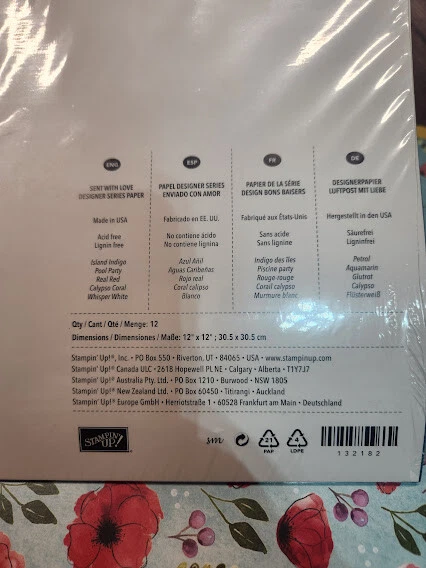 ENG
SENT WITH LOVE
DESIGNER SERIES PAPER
Made in USA
Acid free
Lignin free
Island Indigo
Pool Party
Real Red
Calypso Coral
Whisper White
ESP
PAPEL DESIGNER SERIES
ENVIADO CON AMOR
Fabricado en EE. UU.
No contiene ácido
No contiene lignina
Azul Añil
Aguas Caribeñas
Rojo real
Coral calipso
Blanco
FR
PAPIER DE LA SÉRIE
DESIGN BONS BAISERS
Fabriqué aux États-Unis
Sans acide
Sans lignine
Indigo des îles
Piscine party
Rouge-rouge
Corail calypso
Murmure blanc
DE
DESIGNERPAPIER
LUFTPOST MIT LIEBE
Hergestellt in den USA
Säurefrei
Ligninfrei
Petrol
Aquamarin
Glutrot
Calypso
Flüsterweiß
Qty / Cant / Qté / Menge: 12
Dimensions / Dimensiones / Maße: 12" x 12" ; 30.5 x 30.5 cm
Stampin' Up!®, Inc. • PO Box 550 • Riverton, UT • 84065 • USA • www.stampinup.com
Stampin' Up!® Canada ULC • 2618 Hopewell PL NE • Calgary • Alberta • T1Y7J7
Stampin' Up!® Australia Pty. Ltd. • PO Box 1210 • Burwood • NSW 1805
Stampin' Up!® New Zealand Ltd. • PO Box 60450 • Titirangi • Auckland
Stampin' Up!® Europe GmbH • Herriotstraße 1 • 60528 Frankfurt am Main • Deutschland
STAMPIN' UP!
SM
21
PAP
4
LDPE
132182